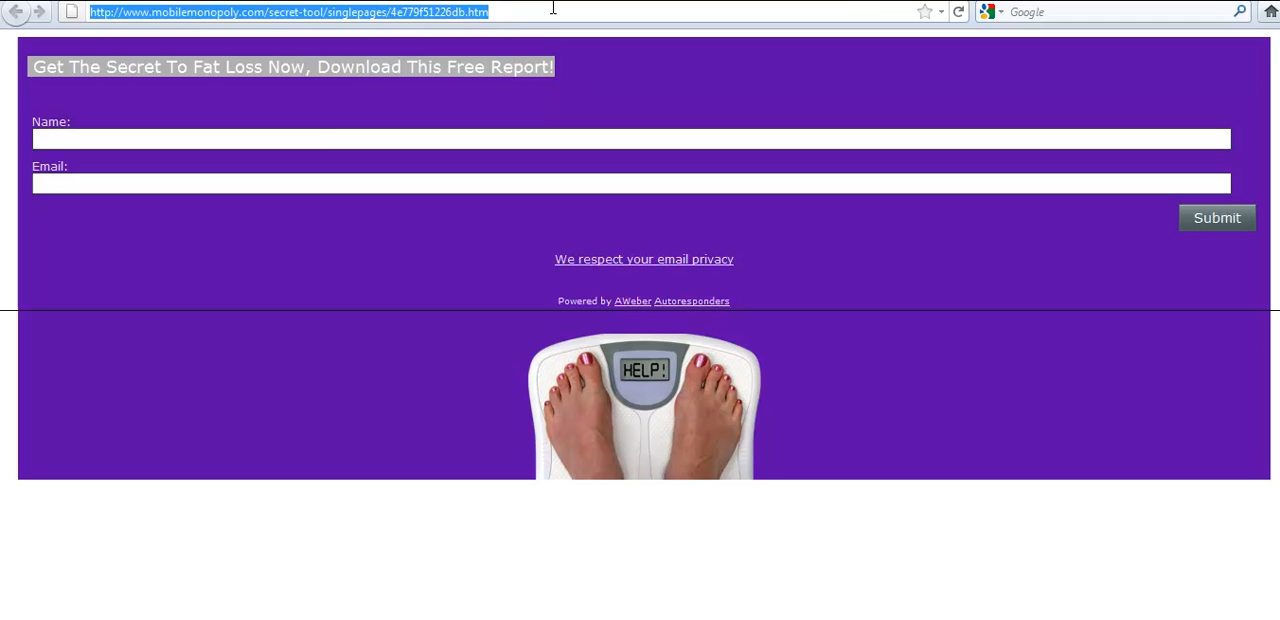 http://www.mobilemonopoly.com/secret-tool/singlepages/4e779f51226db.htm
Google
Get The Secret To Fat Loss Now, Download This Free Report!
Name:
Email:
Submit
We respect your email privacy
Powered by AWeber Autoresponders
HELP!